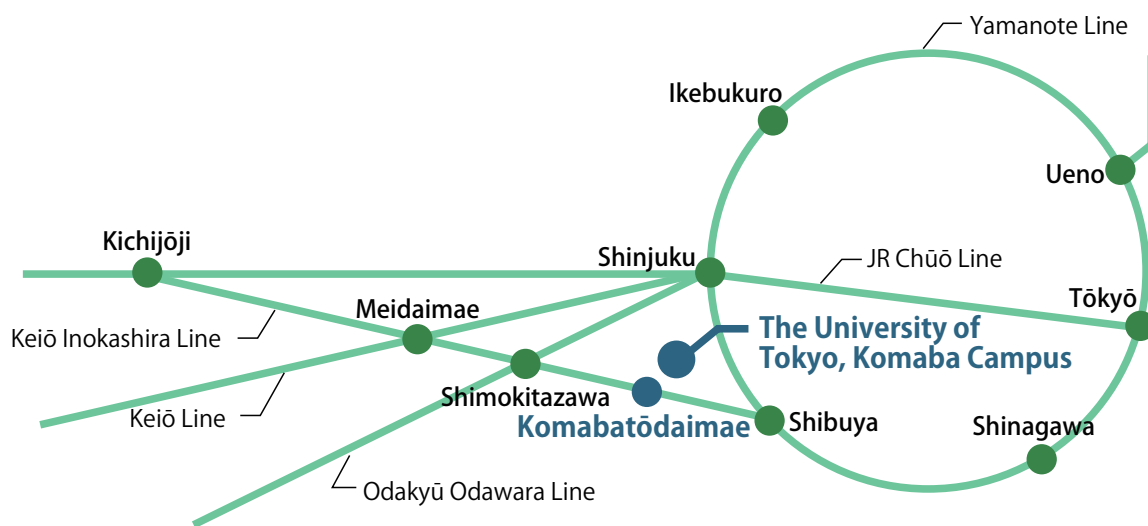 Yamanote Line
Ikebukuro
Ueno
Kichijōji
Shinjuku
JR Chūō Line
Meidaimae
Tōkyō
Keiō Inokashira Line
The University of
Tokyo, Komaba Campus
Shimokitazawa
Keiō Line
Komabatōdaimae
Shibuya
Shinagawa
Odakyū Odawara Line